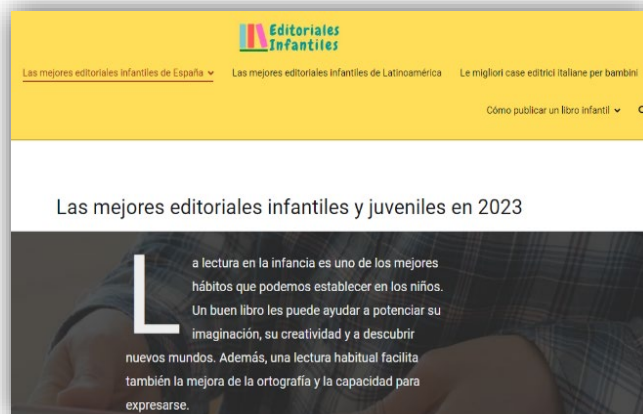 Editoriales
Infantiles
Las mejores editoriales infantiles de España
Las mejores editoriales infantiles de Latinoamérica
Le migliori case editrici italiane per bambini
Cómo publicar un libro infantil
Las mejores editoriales infantiles y juveniles en 2023
La lectura en la infancia es uno de los mejores
hábitos que podemos establecer en los niños.
Un buen libro les puede ayudar a potenciar su
imaginación, su creatividad y a descubrir
nuevos mundos. Además, una lectura habitual facilita
también la mejora de la ortografía y la capacidad para
expresarse.